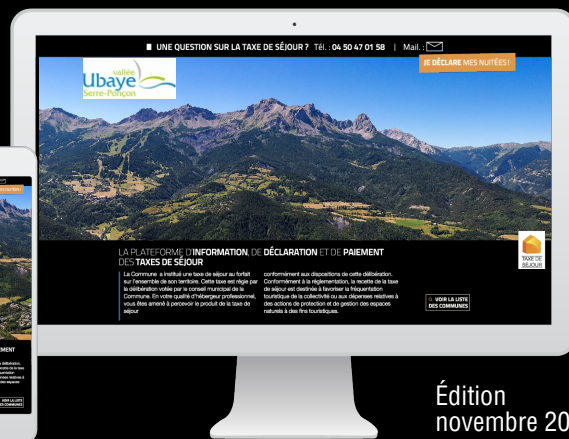 ■ UNE QUESTION SUR LA TAXE DE SÉJOUR ? Tél. : 04 50 47 01 58 | Mail. :
JE DÉCLARE MES NUITÉES !
vallée
Ubaye
Serre-Ponçon
LA PLATEFORME D'INFORMATION, DE DÉCLARATION ET DE PAIEMENT
DES TAXES DE SÉJOUR
La Commune a institué une taxe de séjour au forfait
sur l'ensemble de son territoire. Cette taxe est régie par
la délibération votée par le conseil municipal de la
Commune. En votre qualité d'hébergeur professionnel,
vous êtes amené à percevoir le produit de la taxe de
séjour
conformément aux dispositions de cette délibération.
Conformément à la réglementation, la recette de la taxe
de séjour est destinée à favoriser la fréquentation
touristique de la collectivité ou aux dépenses relatives à
des actions de protection et de gestion des espaces
naturels à des fins touristiques.
TAXE DE
SÉJOUR
VOIR LA LISTE
DES COMMUNES
VOIR LA LISTE
DES COMMUNES
Édition
novembre 20